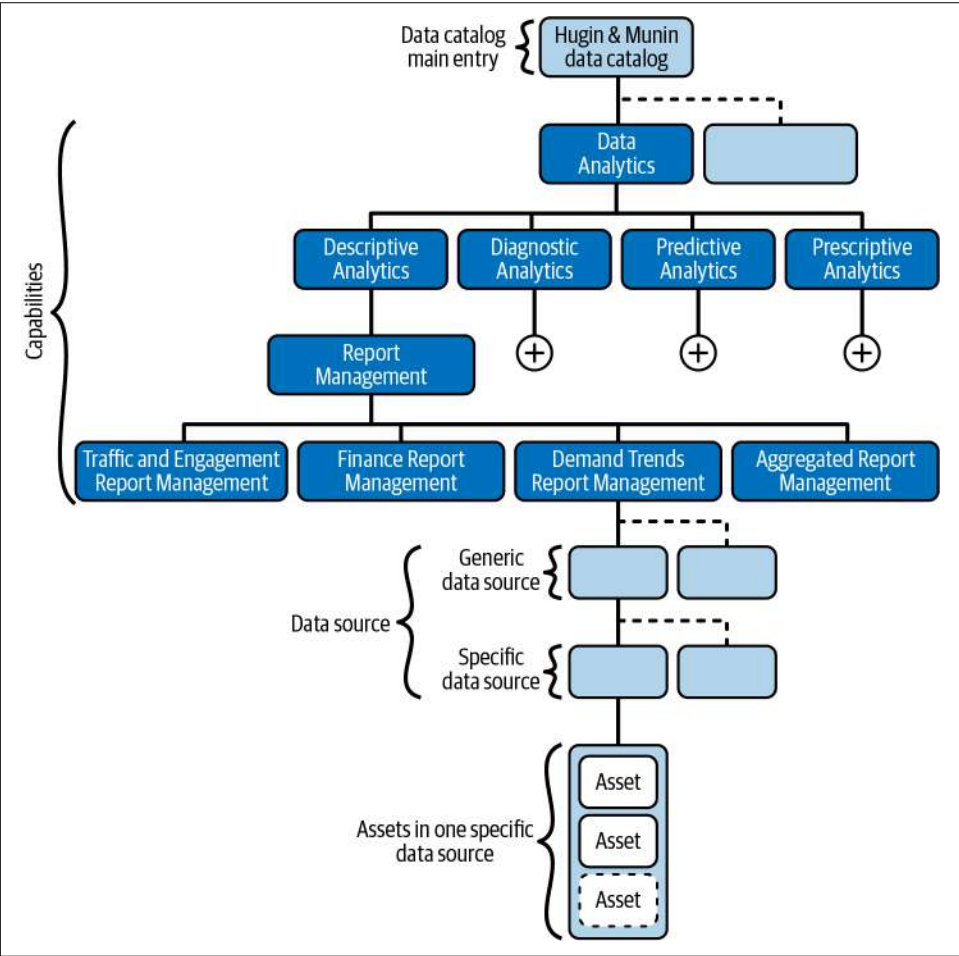 Data catalog
main entry
Hugin & Munin
data catalog
Data
Analytics
Capabilities
Descriptive
Analytics
Diagnostic
Analytics
Predictive
Analytics
Prescriptive
Analytics
Report
Management
Traffic and Engagement
Report Management
Finance Report
Management
Demand Trends
Report Management
Aggregated Report
Management
Data source
Generic
data source
Specific
data source
Assets in one specific
data source
Asset
Asset
Asset